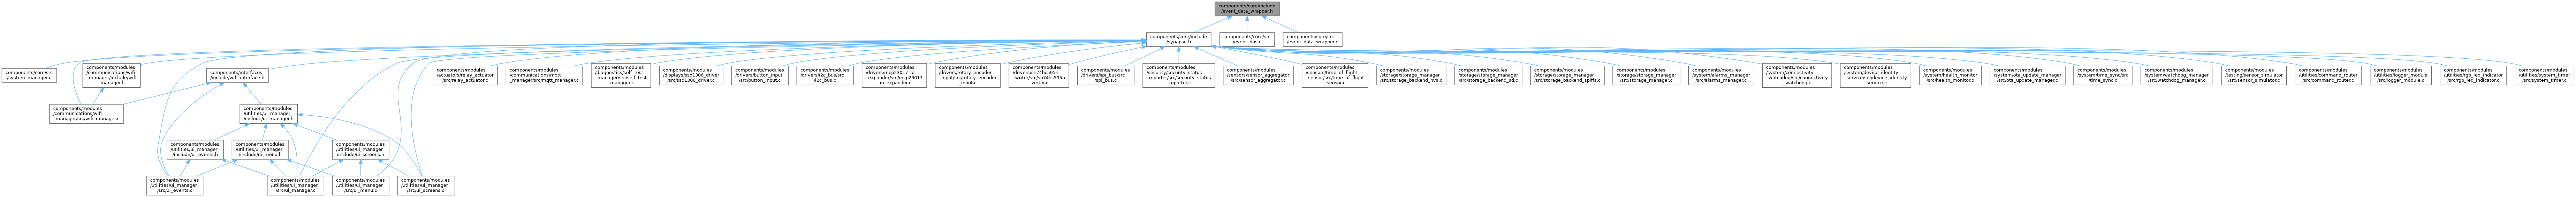 components/core/include
/event_data_wrapper.h
components/core/include
/synapse.h
components/core/src
/event_bus.c
components/core/src
/event_data_wrapper.c
components/core/src
/system_manager.c
components/modules
/communications/wifi
_manager/include/wifi
_manager.h
components/interfaces
/include/wifi_interface.h
components/modules
/actuators/relay_actuator
/src/relay_actuator.c
components/modules
/communications/mqtt
_manager/src/mqtt_manager.c
components/modules
/diagnostics/self_test
_manager/src/self_test
_manager.c
components/modules
/displays/ssd1306_driver
/src/ssd1306_driver.c
components/modules
/drivers/button_input
/src/button_input.c
components/modules
/drivers/i2c_bus/src
/i2c_bus.c
components/modules
/drivers/mcp23017_io
_expander/src/mcp23017
_io_expander.c
components/modules
/drivers/rotary_encoder
_input/src/rotary_encoder
_input.c
components/modules
/drivers/sn74hc595n
_writer/src/sn74hc595n
_writer.c
components/modules
/drivers/spi_bus/src
/spi_bus.c
components/modules
/security/security_status
_reporter/src/security_status
_reporter.c
components/modules
/sensors/sensor_aggregator
/src/sensor_aggregator.c
components/modules
/sensors/time_of_flight
_sensor/src/time_of_flight
_sensor.c
components/modules
/storage/storage_manager
/src/storage_backend_nvs.c
components/modules
/storage/storage_manager
/src/storage_backend_sd.c
components/modules
/storage/storage_manager
/src/storage_backend_spiffs.c
components/modules
/storage/storage_manager
/src/storage_manager.c
components/modules
/system/alarms_manager
/src/alarms_manager.c
components/modules
/system/connectivity
_watchdog/src/connectivity
_watchdog.c
components/modules
/system/device_identity
_service/src/device_identity
_service.c
components/modules
/system/health_monitor
/src/health_monitor.c
components/modules
/system/ota_update_manager
/src/ota_update_manager.c
components/modules
/system/time_sync/src
/time_sync.c
components/modules
/system/watchdog_manager
/src/watchdog_manager.c
components/modules
/testing/sensor_simulator
/src/sensor_simulator.c
components/modules
/utilities/command_router
/src/command_router.c
components/modules
/utilities/logger_module
/src/logger_module.c
components/modules
/utilities/rgb_led_indicator
/src/rgb_led_indicator.c
components/modules
/utilities/system_timer
/src/system_timer.c
components/modules
/communications/wifi
_manager/src/wifi_manager.c
components/modules
/utilities/ui_manager
/include/ui_manager.h
components/modules
/utilities/ui_manager
/include/ui_events.h
components/modules
/utilities/ui_manager
/include/ui_menu.h
components/modules
/utilities/ui_manager
/include/ui_screens.h
components/modules
/utilities/ui_manager
/src/ui_events.c
components/modules
/utilities/ui_manager
/src/ui_manager.c
components/modules
/utilities/ui_manager
/src/ui_menu.c
components/modules
/utilities/ui_manager
/src/ui_screens.c